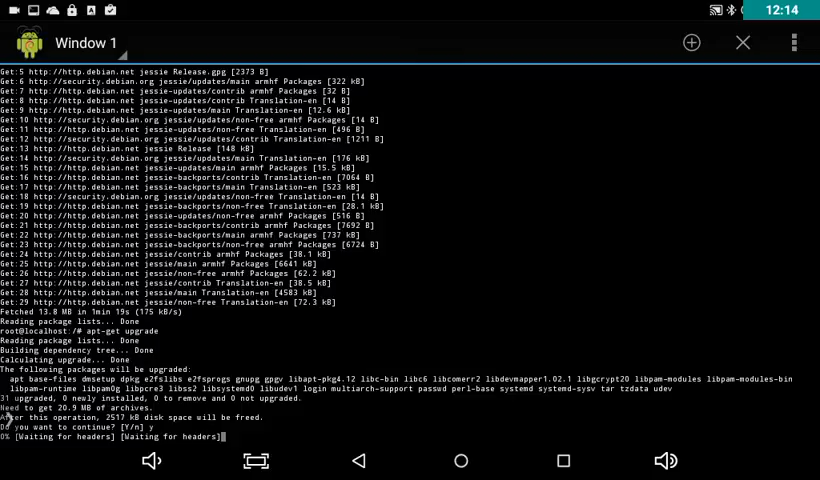 12:14
Window 1
Get:5 http://http.debian.net jessie Release.gpg [2373 B]
Get:6 http://security.debian.org jessie/updates/main armhf Packages [322 kB]
Get:7 http://http.debian.net jessie-updates/contrib armhf Packages [32 B]
Get:8 http://http.debian.net jessie-updates/contrib Translation-en [14 B]
Get:9 http://http.debian.net jessie-updates/main Translation-en [12.6 kB]
Get:10 http://security.debian.org jessie/updates/non-free armhf Packages [14 B]
Get:11 http://http.debian.net jessie-updates/non-free Translation-en [496 B]
Get:12 http://security.debian.org jessie/updates/contrib Translation-en [1211 B]
Get:13 http://http.debian.net jessie Release [148 kB]
Get:14 http://security.debian.org jessie/updates/main Translation-en [176 kB]
Get:15 http://http.debian.net jessie-updates/main armhf Packages [15.5 kB]
Get:16 http://http.debian.net jessie-backports/contrib Translation-en [7064 B]
Get:17 http://http.debian.net jessie-backports/main Translation-en [523 kB]
Get:18 http://security.debian.org jessie/updates/non-free Translation-en [14 B]
Get:19 http://http.debian.net jessie-backports/non-free Translation-en [28.1 kB]
Get:20 http://http.debian.net jessie-updates/non-free armhf Packages [516 B]
Get:21 http://http.debian.net jessie-backports/contrib armhf Packages [7692 B]
Get:22 http://http.debian.net jessie-backports/main armhf Packages [737 kB]
Get:23 http://http.debian.net jessie-backports/non-free armhf Packages [6724 B]
Get:24 http://http.debian.net jessie/contrib armhf Packages [38.1 kB]
Get:25 http://http.debian.net jessie/main armhf Packages [6641 kB]
Get:26 http://http.debian.net jessie/non-free armhf Packages [62.2 kB]
Get:27 http://http.debian.net jessie/contrib Translation-en [38.5 kB]
Get:28 http://http.debian.net jessie/main Translation-en [4583 kB]
Get:29 http://http.debian.net jessie/non-free Translation-en [72.3 kB]
Fetched 13.8 MB in 1min 19s (175 kB/s)
Reading package lists... Done
root@localhost:/# apt-get upgrade
Reading package lists... Done
Building dependency tree... Done
Calculating upgrade... Done
The following packages will be upgraded:
apt base-files dmsetup dpkg e2fslibs e2fsprogs gnupg gpgv libapt-pkg4.12 libc-bin libc6 libcomerr2 libdevmapper1.02.1 libgcrypt20 libpam-modules libpam-modules-bin
libpam-runtime libpam0g libpcre3 libss2 libsystemd0 libudev1 login multiarch-support passwd perl-base systemd systemd-sysv tar tzdata udev
31 upgraded, 0 newly installed, 0 to remove and 0 not upgraded.
Need to get 20.9 MB of archives.
After this operation, 2517 kB disk space will be freed.
Do you want to continue? [Y/n] y
0% [Waiting for headers] [Waiting for headers]